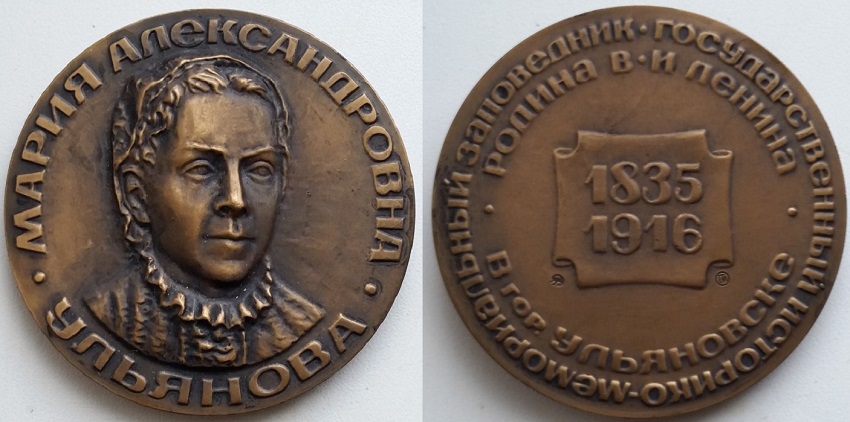 МАРИЯ АЛЕКСАНДРОВНА
УЛЬЯНОВА
ГОСУДАРСТВЕННЫЙ ИСТОРИКО-МЕМОРИАЛЬНЫЙ ЗАПОВЕДНИК
РОДИНА В·И ЛЕНИНА
1835
1916
В ГОР. УЛЬЯНОВСКЕ